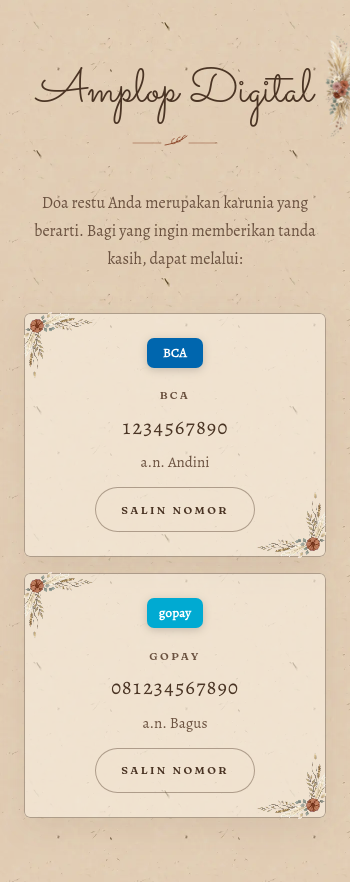 Amplop Digital
Doa restu Anda merupakan karunia yang
berarti. Bagi yang ingin memberikan tanda
kasih, dapat melalui:
BCA
BCA
1234567890
a.n. Andini
SALIN NOMOR
gopay
GOPAY
081234567890
a.n. Bagus
SALIN NOMOR